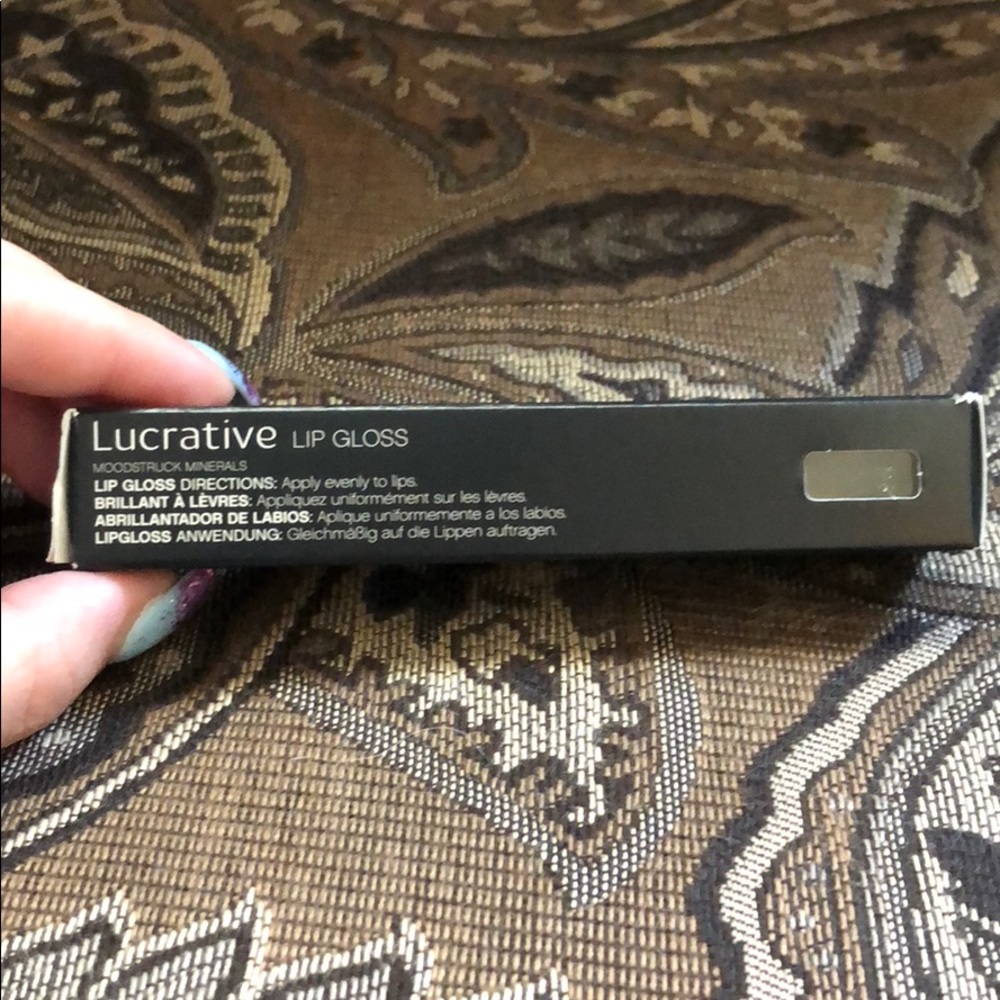 Lucrative LIP GLOSS
MOODSTRUCK MINERALS
LIP GLOSS DIRECTIONS: Apply evenly to lips.
BRILLANT À LÈVRES: Appliquez uniformément sur les lèvres.
ABRILLANTADOR DE LABIOS: Aplique uniformemente a los labios.
LIPGLOSS ANWENDUNG: Gleichmäßig auf die Lippen auftragen.